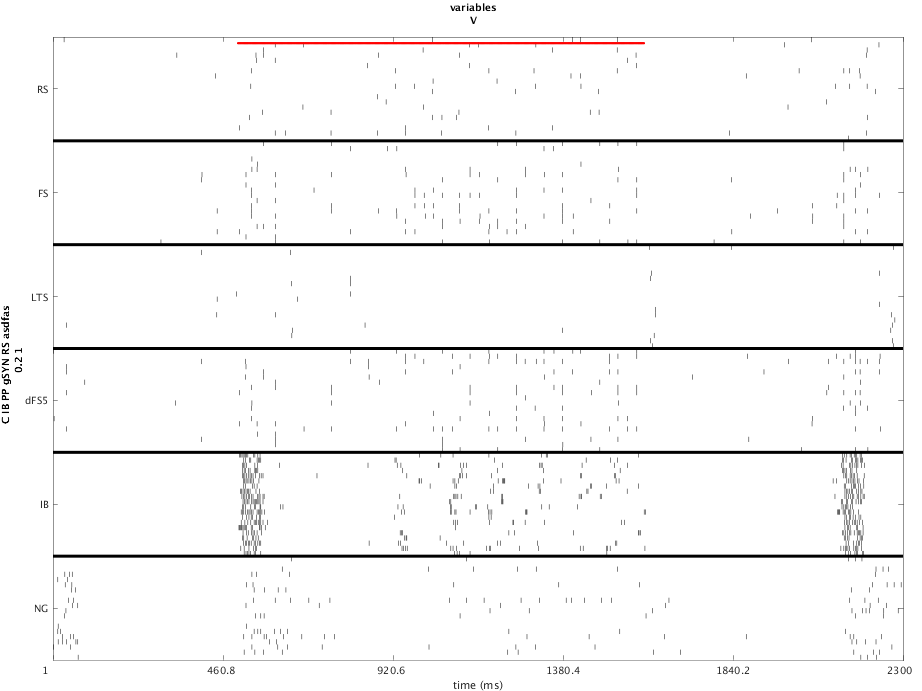 variables
V
RS
FS
LTS
dFS5
IB
NG
C IB PP gSYN RS asdfas
0.2 1
1
460.8
920.6
1380.4
1840.2
2300
time (ms)